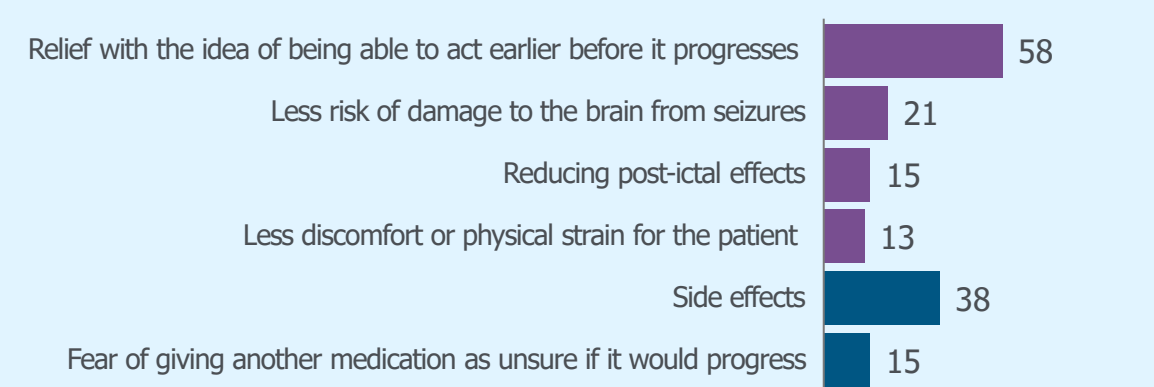 Relief with the idea of being able to act earlier before it progresses 58
Less risk of damage to the brain from seizures 21
Reducing post-ictal effects 15
Less discomfort or physical strain for the patient 13
Side effects 38
Fear of giving another medication as unsure if it would progress 15